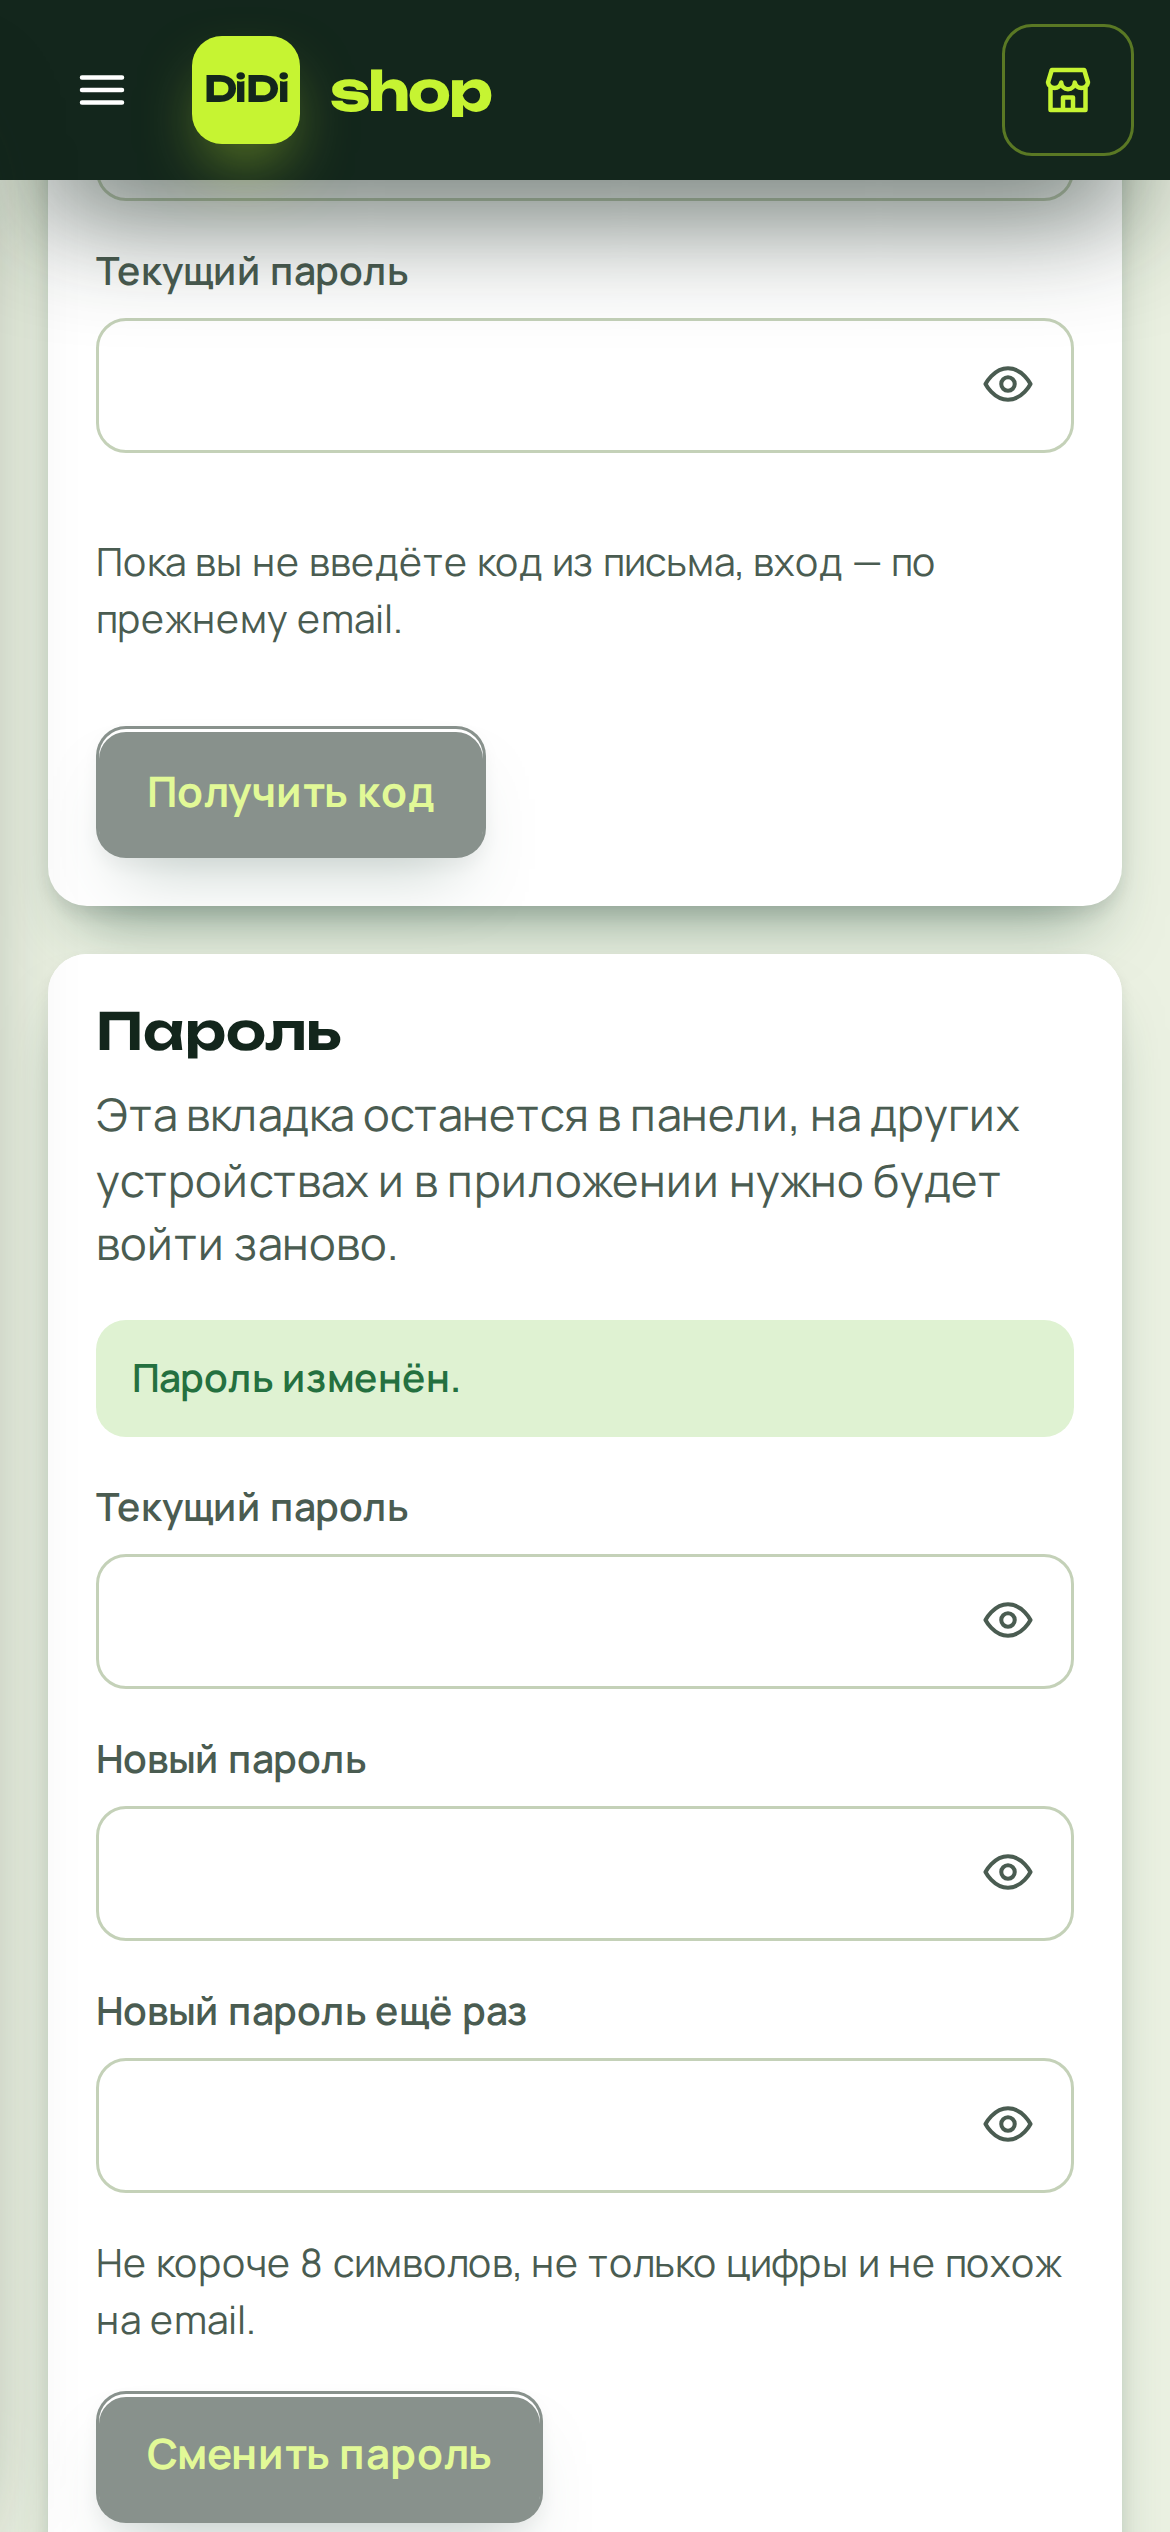 DiDi shop
Текущий пароль
Пока вы не введёте код из письма, вход — по
прежнему email.
Получить код
Пароль
Эта вкладка останется в панели, на других
устройствах и в приложении нужно будет
войти заново.
Пароль изменён.
Текущий пароль
Новый пароль
Новый пароль ещё раз
Не короче 8 символов, не только цифры и не похож
на email.
Сменить пароль